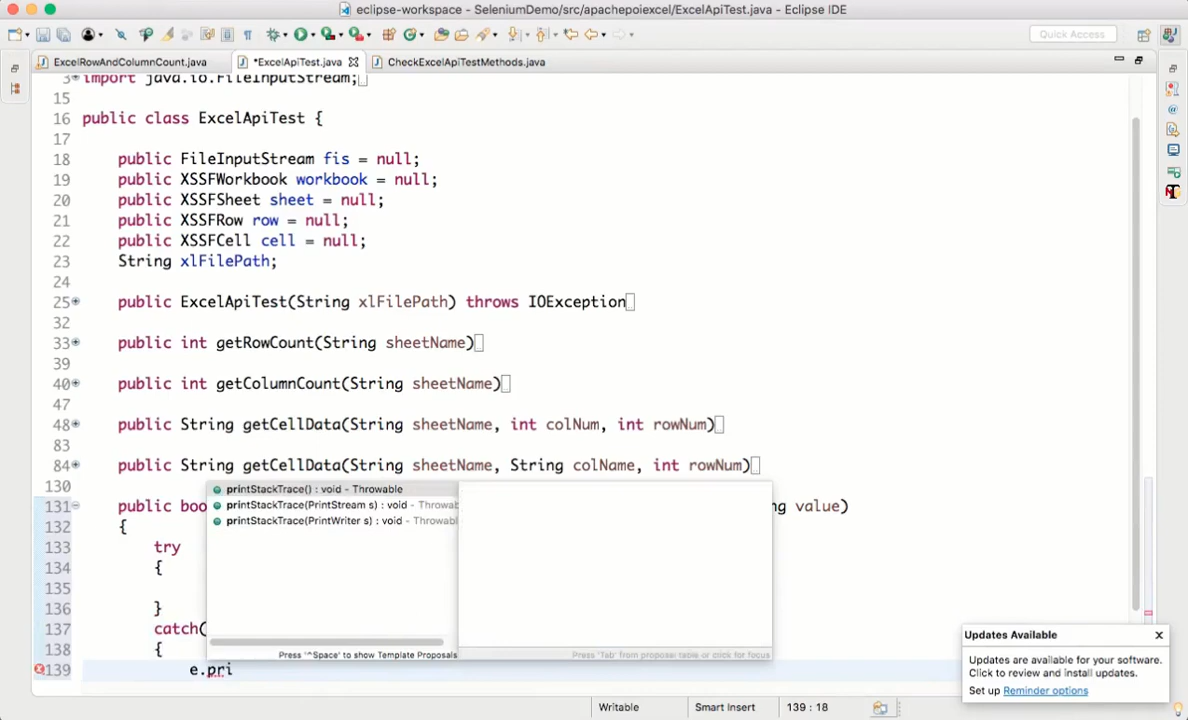 eclipse-workspace - SeleniumDemo/src/apachepoiexcel/ExcelApiTest.java - Eclipse IDE
Quick Access
ExcelRowAndColumnCount.java
*ExcelApiTest.java
CheckExcelApiTestMethods.java
3 import java.io.FileInputStream;
15
16 public class ExcelApiTest {
17
18 public FileInputStream fis = null;
19 public XSSFWorkbook workbook = null;
20 public XSSFSheet sheet = null;
21 public XSSFRow row = null;
22 public XSSFCell cell = null;
23 String xlFilePath;
24
25 public ExcelApiTest(String xlFilePath) throws IOException
32
33 public int getRowCount(String sheetName)
39
40 public int getColumnCount(String sheetName)
47
48 public String getCellData(String sheetName, int colNum, int rowNum)
83
84 public String getCellData(String sheetName, String colName, int rowNum)
130
131 public boo ng value)
132 {
133 try
134 {
135
136 }
137 catch(
138 {
139 e.pri
printStackTrace() : void - Throwable
printStackTrace(PrintStream s) : void - Throwab
printStackTrace(PrintWriter s) : void - Throwabl
Press '^Space' to show Template Proposals
Press 'Tab' from proposal table or click for focus
Updates Available
Updates are available for your software.
Click to review and install updates.
Set up Reminder options
Writable
Smart Insert
139 : 18